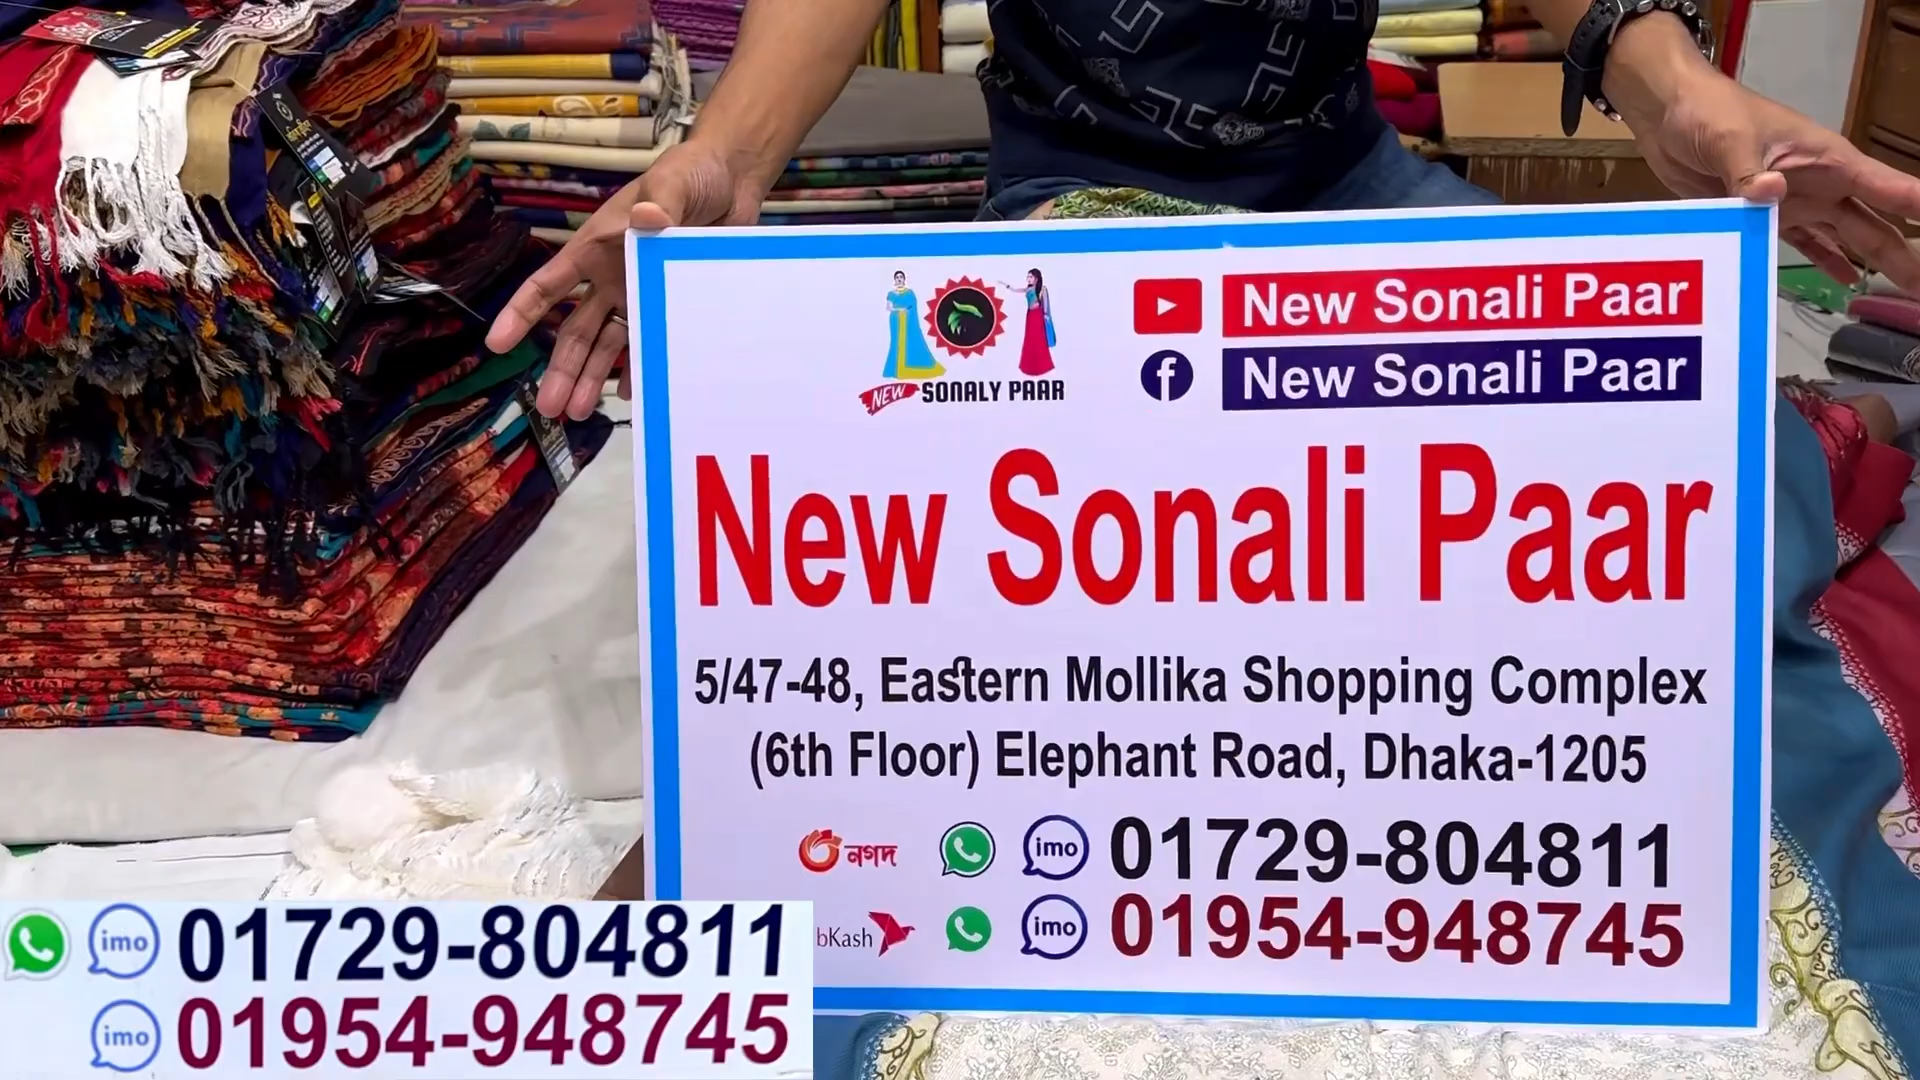 NEW SONALY PAAR
New Sonali Paar
New Sonali Paar
New Sonali Paar
5/47-48, Eastern Mollika Shopping Complex
(6th Floor) Elephant Road, Dhaka-1205
নগদ imo 01729-804811
bKash imo 01954-948745
imo 01729-804811
imo 01954-948745